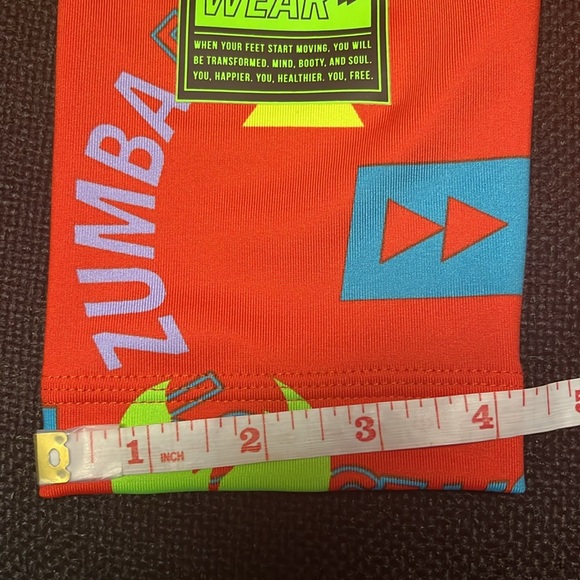 WEAR
WHEN YOUR FEET START MOVING, YOU WILL
BE TRANSFORMED. MIND, BOOTY, AND SOUL.
YOU, HAPPIER. YOU, HEALTHIER. YOU, FREE.
ZUMBA
1 INCH 2 3 4 5